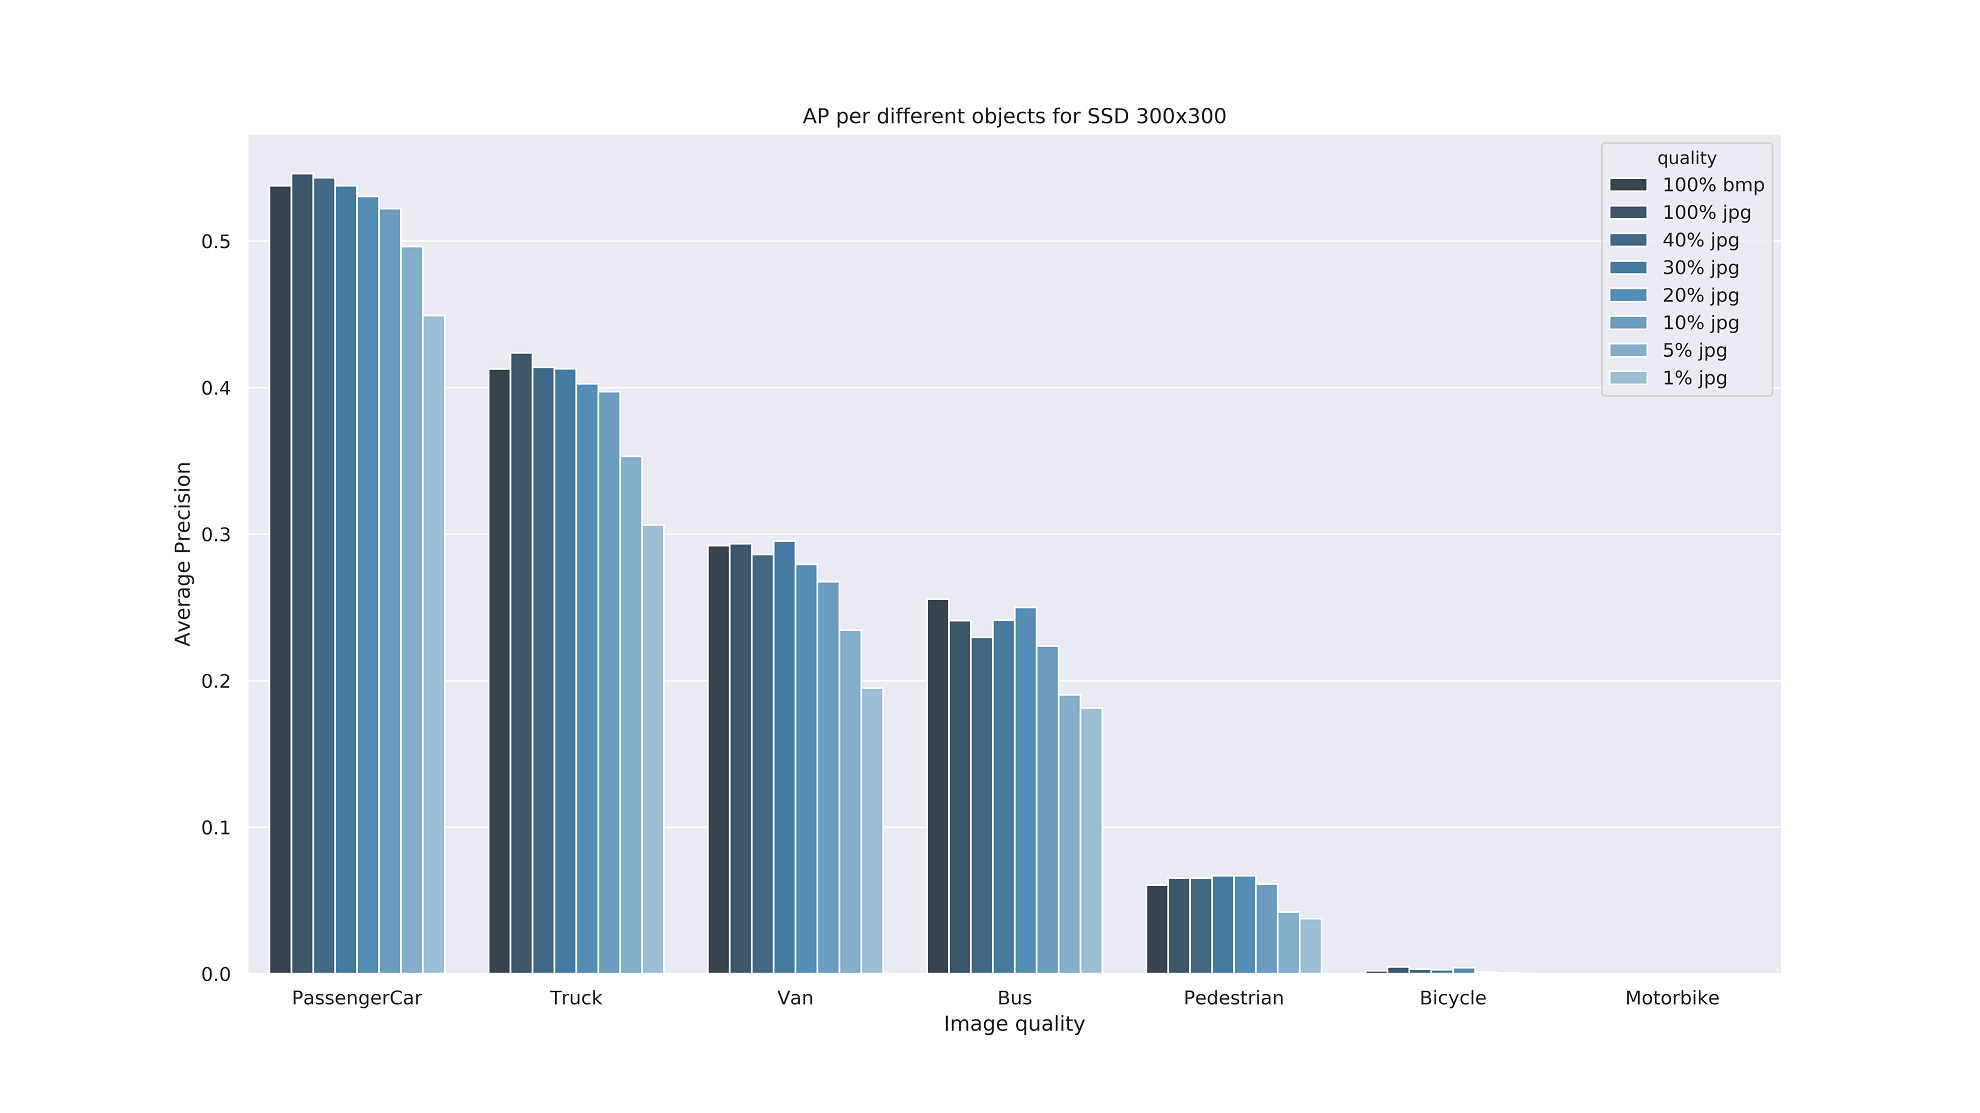 AP per different objects for SSD 300x300
quality
100% bmp
100% jpg
40% jpg
30% jpg
20% jpg
10% jpg
5% jpg
1% jpg
Average Precision
0.5
0.4
0.3
0.2
0.1
0.0
PassengerCar Truck Van Bus Pedestrian Bicycle Motorbike
Image quality